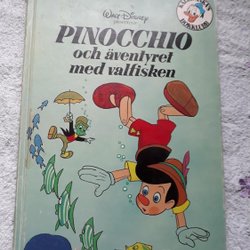 Walt Disney
PINOCCHIO
och äventyret
med valfisken